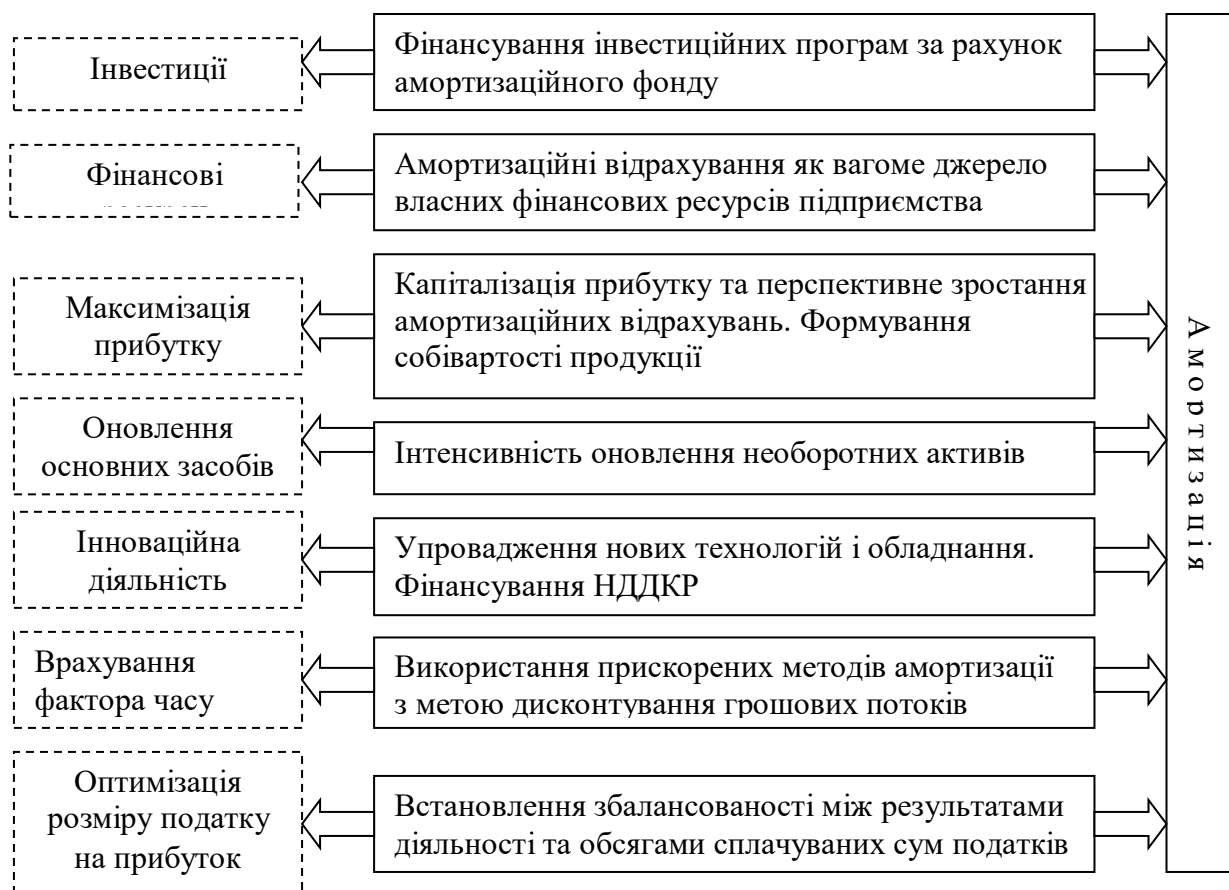 Інвестиції
Фінансування інвестиційних програм за рахунок
амортизаційного фонду
Фінансові
Амортизаційні відрахування як вагоме джерело
власних фінансових ресурсів підприємства
Максимізація
прибутку
Капіталізація прибутку та перспективне зростання
амортизаційних відрахувань. Формування
собівартості продукції
Оновлення
основних засобів
Інтенсивність оновлення необоротних активів
Інноваційна
діяльність
Упровадження нових технологій і обладнання.
Фінансування НДДКР
Врахування
фактора часу
Використання прискорених методів амортизації
з метою дисконтування грошових потоків
Оптимізація
розміру податку
на прибуток
Встановлення збалансованості між результатами
діяльності та обсягами сплачуваних сум податків
Амортизація